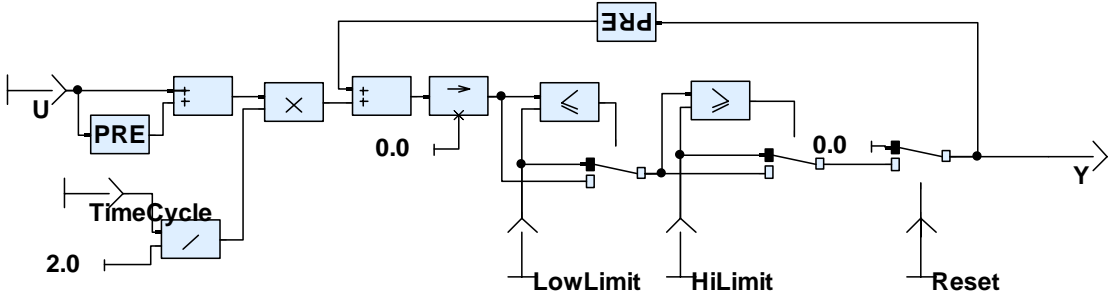 PRE
U
PRE
0.0
0.0
Y
TimeCycle
2.0
LowLimit
HiLimit
Reset